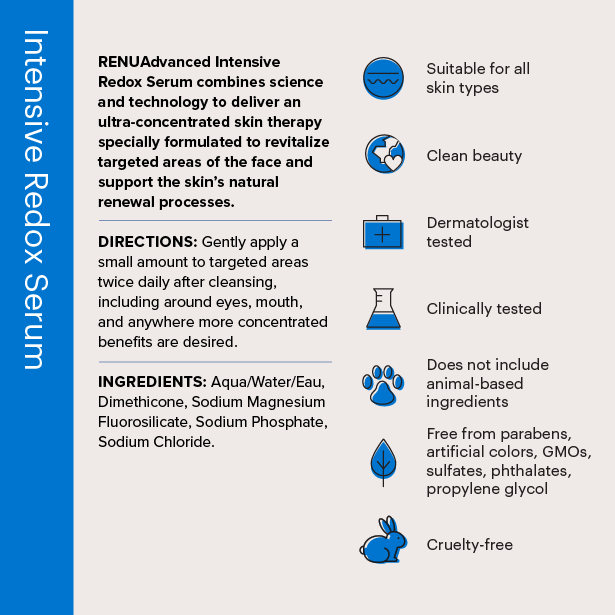 Intensive Redox Serum
RENUAdvanced Intensive
Redox Serum combines science
and technology to deliver an
ultra-concentrated skin therapy
specially formulated to revitalize
targeted areas of the face and
support the skin’s natural
renewal processes.
DIRECTIONS: Gently apply a
small amount to targeted areas
twice daily after cleansing,
including around eyes, mouth,
and anywhere more concentrated
benefits are desired.
INGREDIENTS: Aqua/Water/Eau,
Dimethicone, Sodium Magnesium
Fluorosilicate, Sodium Phosphate,
Sodium Chloride.
Suitable for all
skin types
Clean beauty
Dermatologist
tested
Clinically tested
Does not include
animal-based
ingredients
Free from parabens,
artificial colors, GMOs,
sulfates, phthalates,
propylene glycol
Cruelty-free